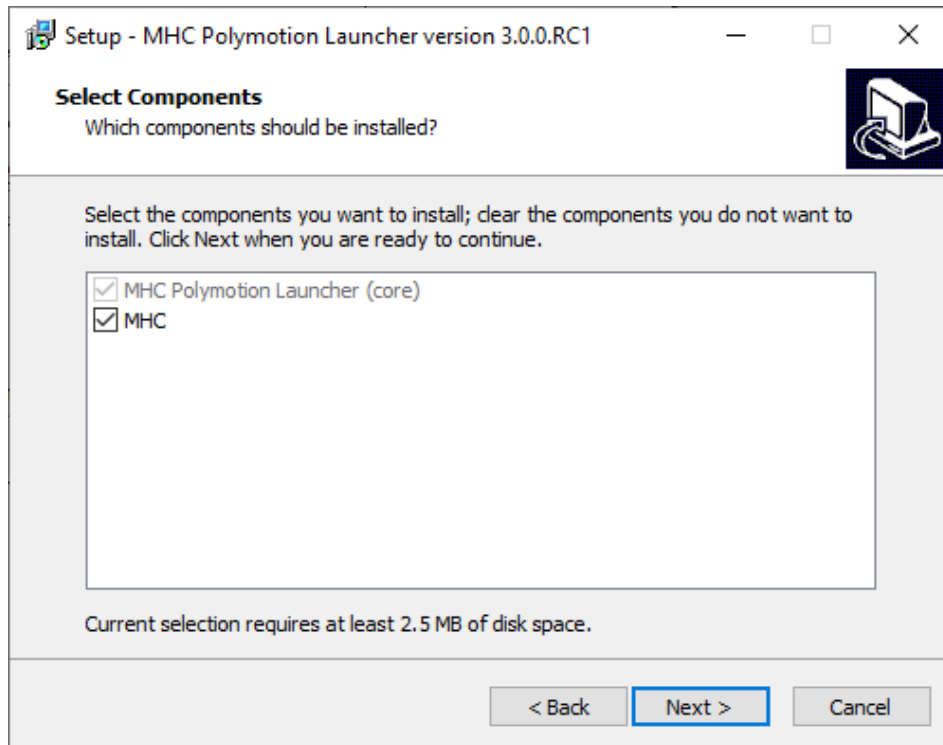 Setup - MHC Polymotion Launcher version 3.0.0.RC1
Select Components
Which components should be installed?
Select the components you want to install; clear the components you do not want to
install. Click Next when you are ready to continue.
MHC Polymotion Launcher (core)
MHC
Current selection requires at least 2.5 MB of disk space.
< Back
Next >
Cancel